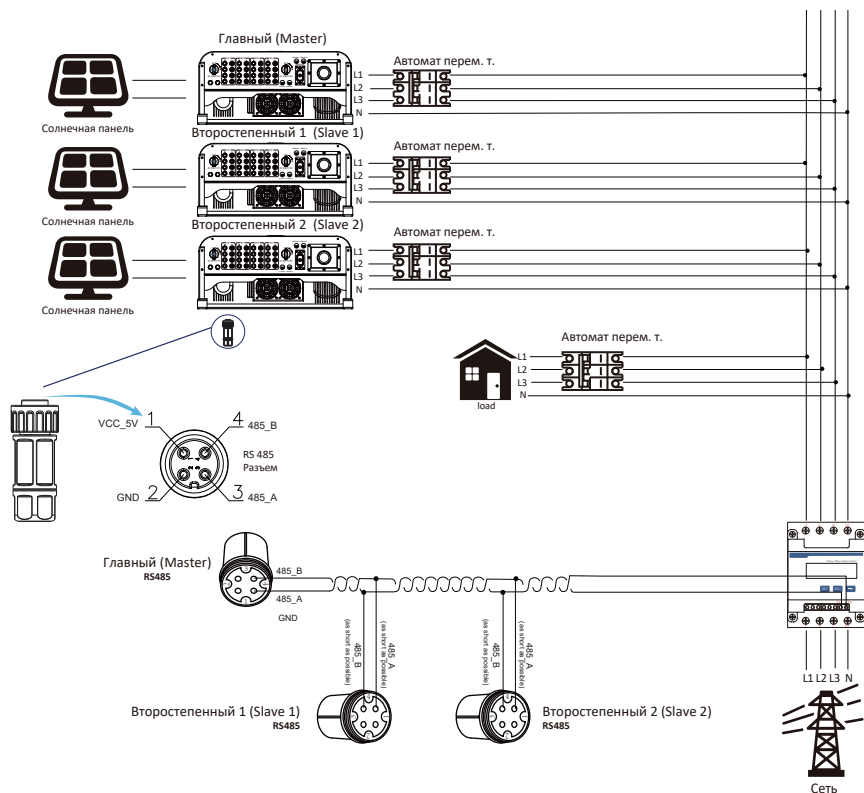 Главный (Master)
Автомат перем. т.
L1
L2
L3
N
Солнечная панель
Второстепенный 1 (Slave 1)
Автомат перем. т.
L1
L2
L3
N
Солнечная панель
Второстепенный 2 (Slave 2)
Автомат перем. т.
L1
L2
L3
N
Солнечная панель
Автомат перем. т.
L1
L2
L3
N
load
VCC_5V
1
4
485_B
RS 485
Разъем
GND
2
3
485_A
Главный (Master)
RS485
485_B
485_A
GND
485_B
(as short as possible)
485_A
(as short as possible)
485_B
(as short as possible)
485_A
(as short as possible)
Второстепенный 1 (Slave 1)
RS485
Второстепенный 2 (Slave 2)
RS485
L1 L2 L3 N
Сеть